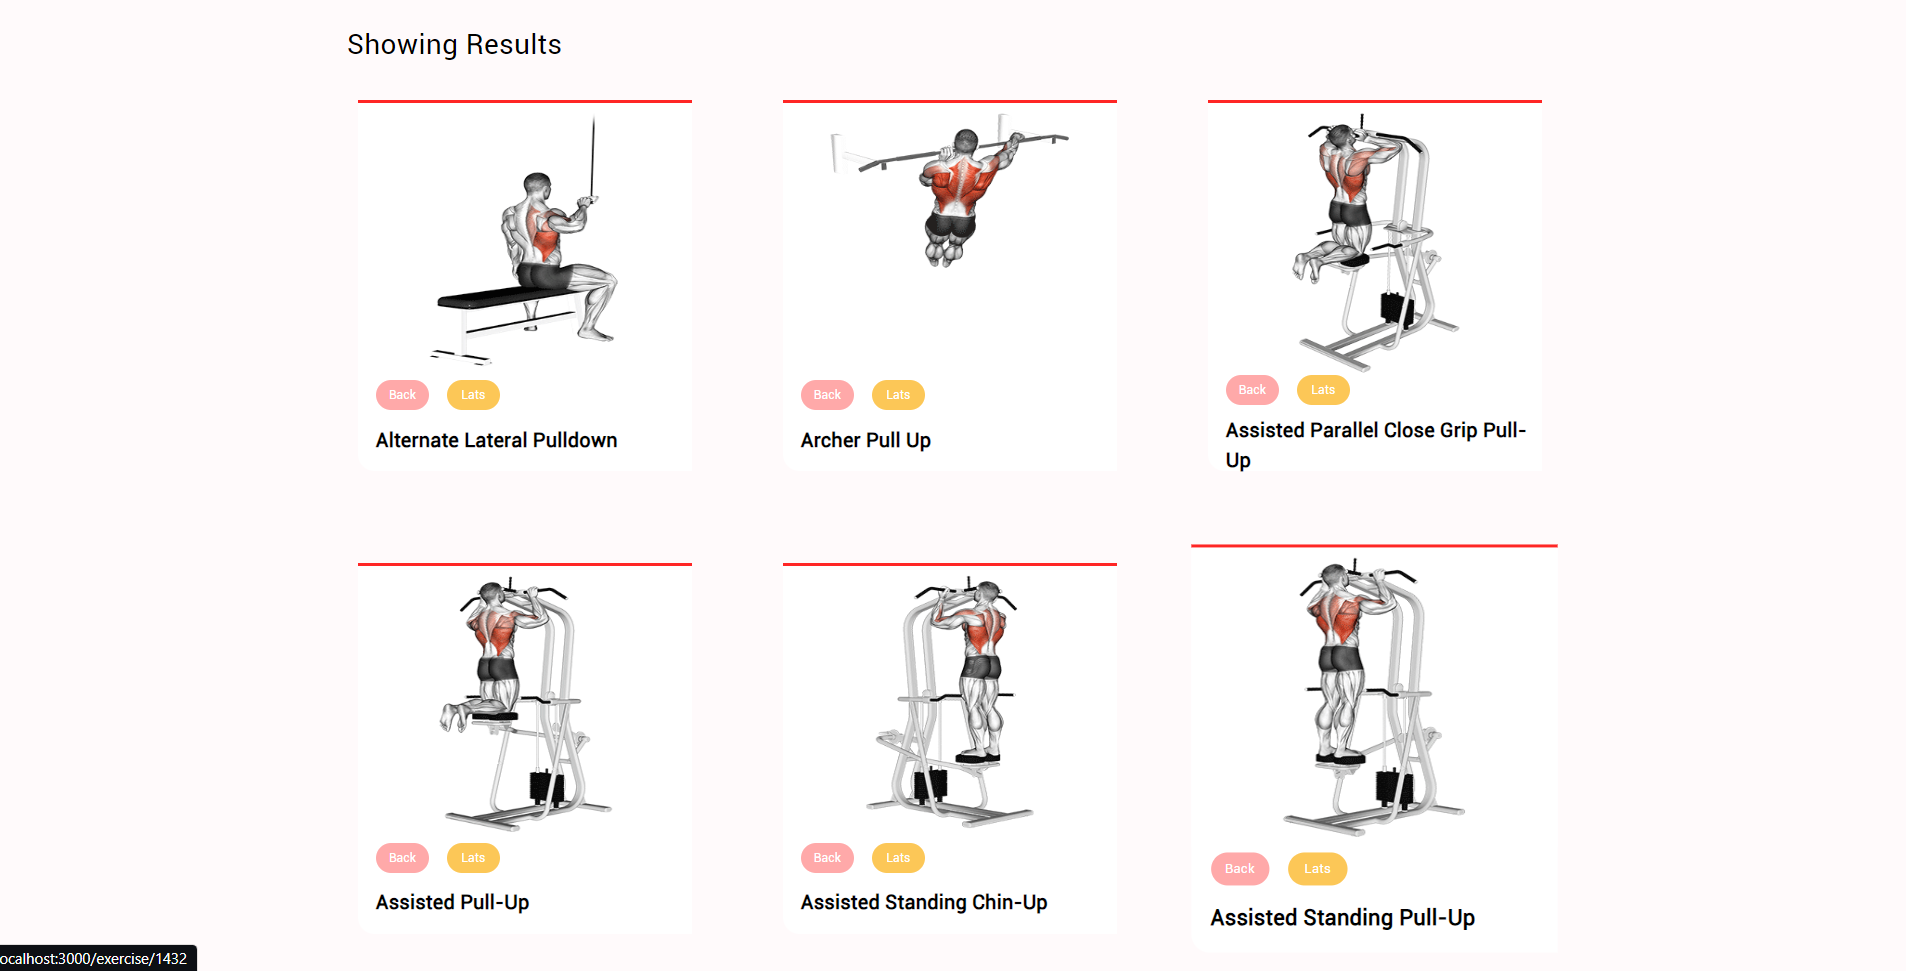 Showing Results
Back Lats
Alternate Lateral Pulldown
Back Lats
Archer Pull Up
Back Lats
Assisted Parallel Close Grip Pull-
Up
Back Lats
Assisted Pull-Up
Back Lats
Assisted Standing Chin-Up
Back Lats
Assisted Standing Pull-Up
ocalhost:3000/exercise/1432